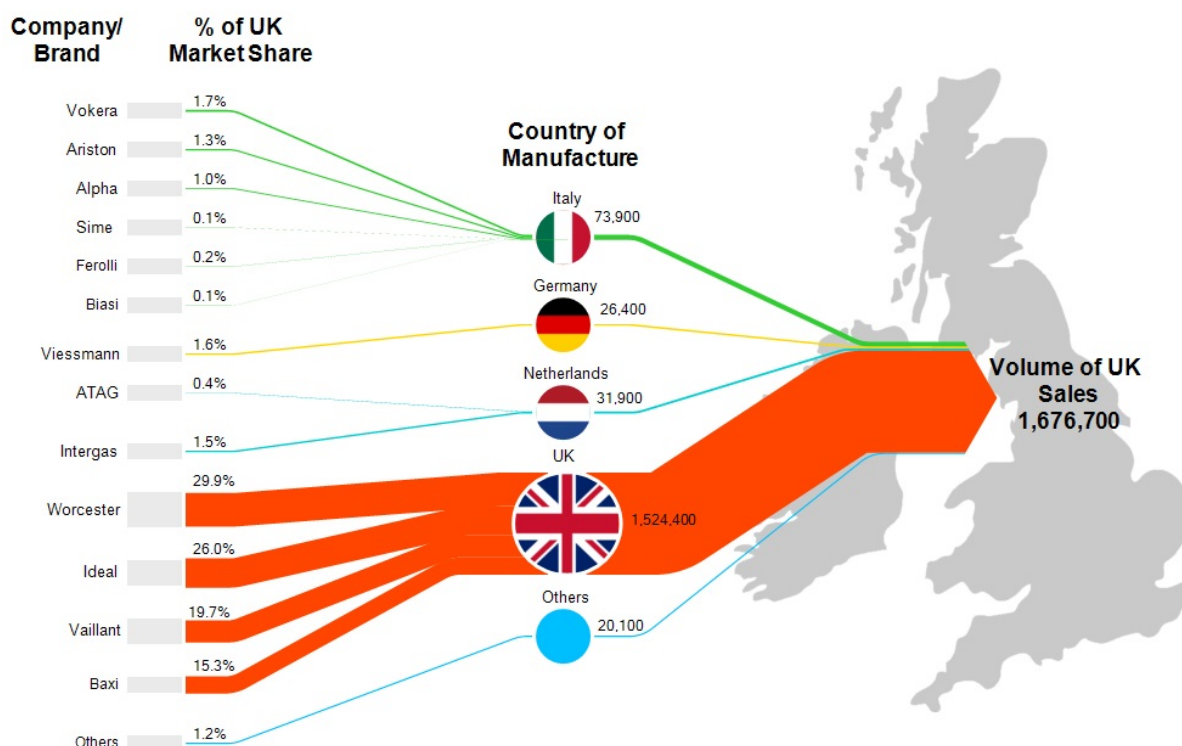 Company/
Brand
% of UK
Market Share
Vokera
1.7%
Ariston
1.3%
Alpha
1.0%
Sime
0.1%
Ferolli
0.2%
Biasi
0.1%
Viessmann
1.6%
ATAG
0.4%
Intergas
1.5%
Worcester
29.9%
Ideal
26.0%
Vaillant
19.7%
Baxi
15.3%
Others
1.2%
Country of
Manufacture
Italy
73,900
Germany
26,400
Netherlands
31,900
UK
1,524,400
Others
20,100
Volume of UK
Sales
1,676,700